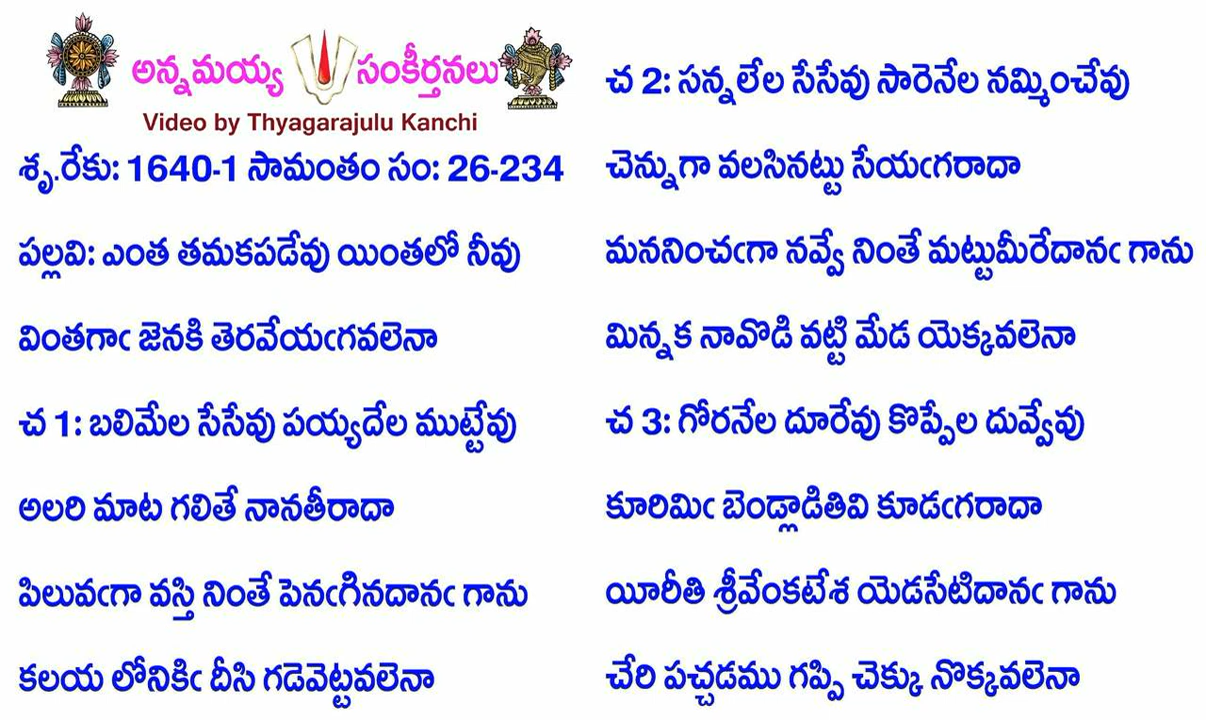 అన్నమయ్య సంకీర్తనలు
Video by Thyagarajulu Kanchi
శృ.రేకు: 1640-1 సామంతం సం: 26-234
పల్లవి: ఎంత తమకపడేవు యింతలో నీవు
వింతగాఁ జెనకి తెరవేయఁగవలెనా
చ 1: బలిమేల సేసేవు పయ్యదేల ముట్టేవు
అలరి మాట గలితే నానతీరాదా
పిలువఁగా వస్తి నింతే పెనఁగినదానఁ గాను
కలయ లోనికిఁ దీసి గడెవెట్టవలెనా
చ 2: సన్నలేల సేసేవు సారెనేల నమ్మించేవు
చెన్నుగా వలసినట్టు సేయఁగరాదా
మననించఁగా నవ్వే నింతే మట్టుమీరేదానఁ గాను
మిన్నక నావొడి వట్టి మేడ యెక్కవలెనా
చ 3: గోరనేల దూరేవు కొప్పేల దువ్వేవు
కూరిమిఁ బెండ్లాడితివి కూడఁగరాదా
యీరీతి శ్రీవేంకటేశ యెడసేటిదానఁ గాను
చేరి పచ్చడము గప్పి చెక్కు నొక్కవలెనా